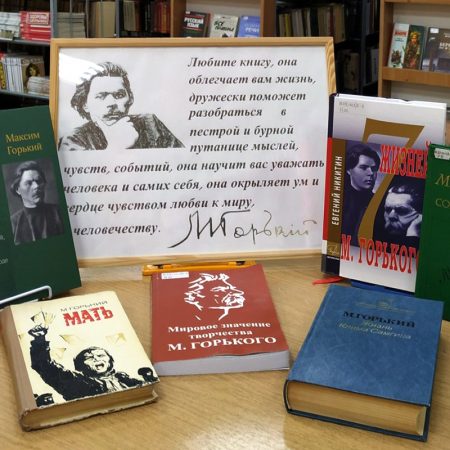 Любите книгу, она
облегчает вам жизнь,
дружески поможет
разобраться в
пестрой и бурной
путанице мыслей,
чувств, событий, она научит вас уважать
человека и самих себя, она окрыляет ум и
сердце чувством любви к миру,
человечеству.
М Горький
Максим
Горький
ЕВГЕНИЙ НИКИТИН
7
ЖИЗНЕЙ
М. ГОРЬКОГО
М.ГОРЬКИЙ
МАТЬ
Мировое значение
творчества
М. ГОРЬКОГО
М.ГОРЬКИЙ
Жизнь
Клима Самгина